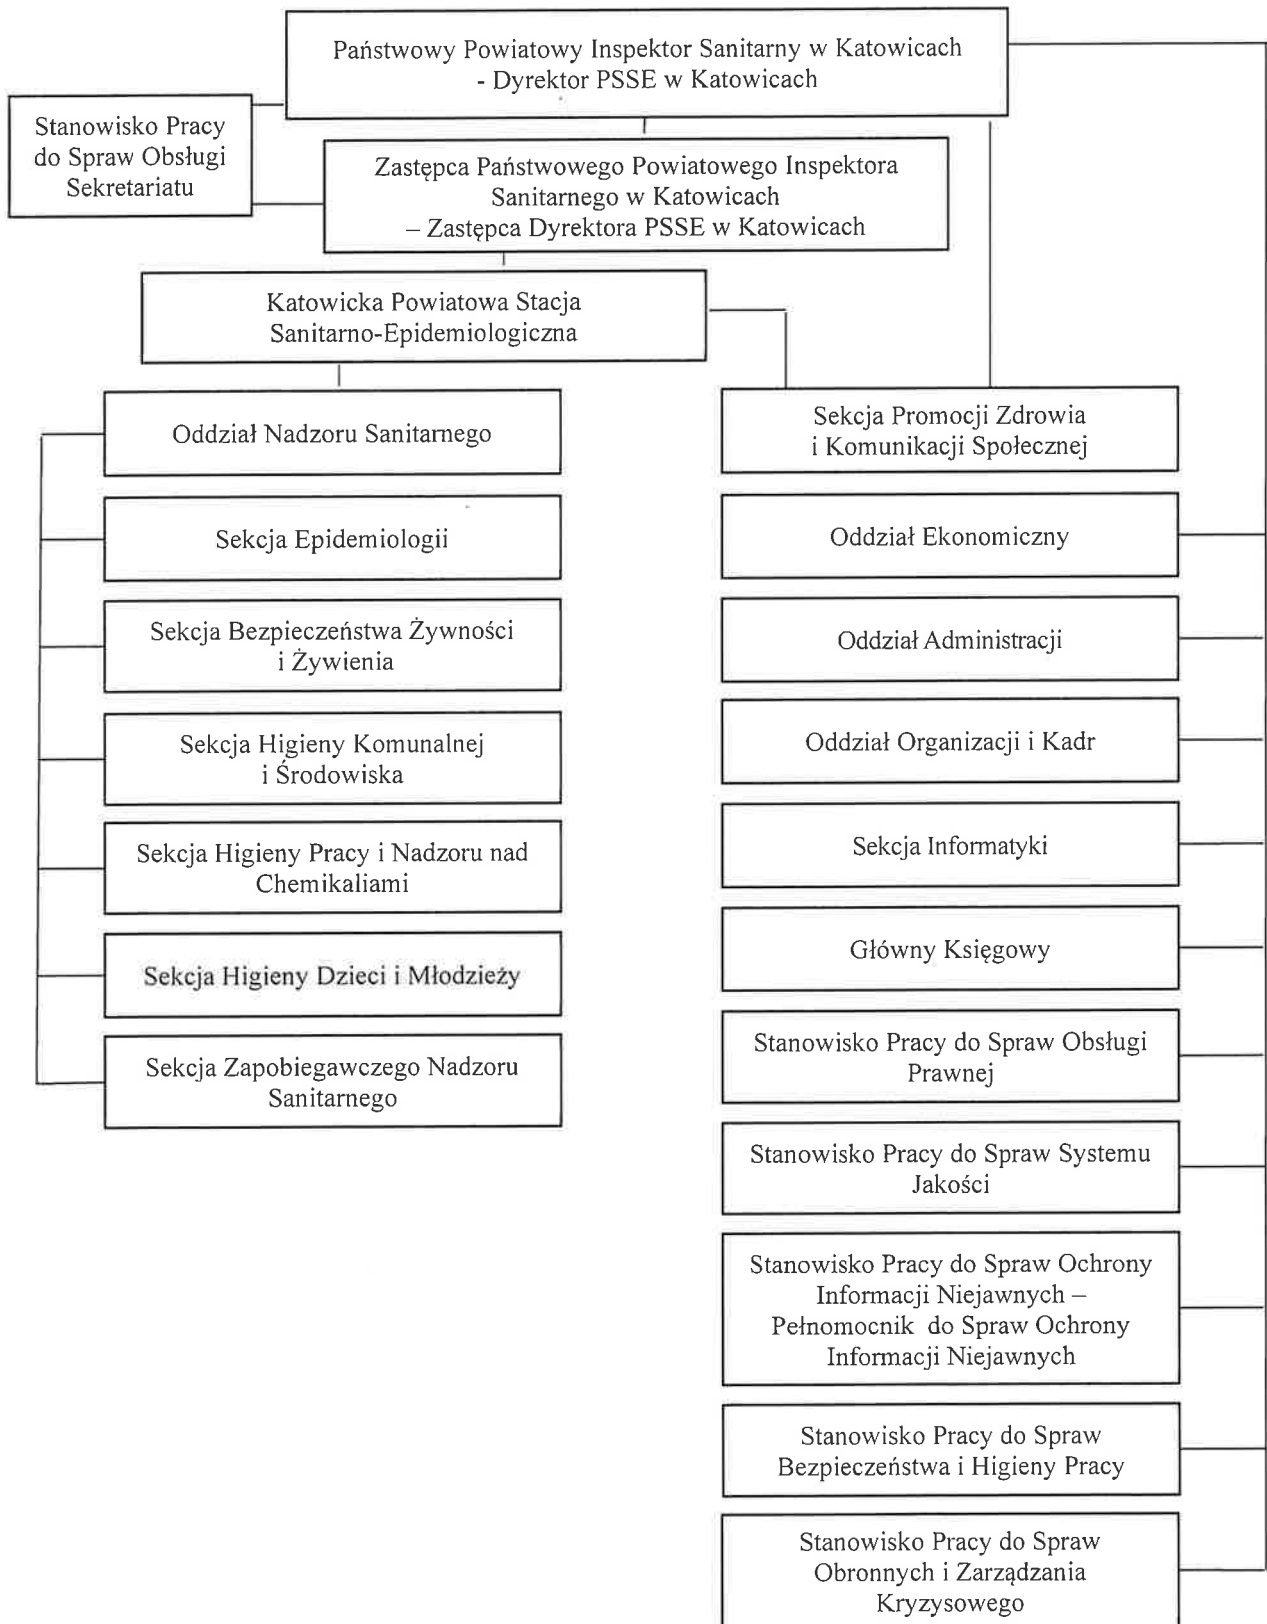 Państwowy Powiatowy Inspektor Sanitarny w Katowicach
- Dyrektor PSSE w Katowicach
Stanowisko Pracy
do Spraw Obsługi
Sekretariatu
Zastępca Państwowego Powiatowego Inspektora
Sanitarnego w Katowicach
– Zastępca Dyrektora PSSE w Katowicach
Katowicka Powiatowa Stacja
Sanitarno-Epidemiologiczna
Oddział Nadzoru Sanitarnego
Sekcja Epidemiologii
Sekcja Bezpieczeństwa Żywności
i Żywienia
Sekcja Higieny Komunalnej
i Środowiska
Sekcja Higieny Pracy i Nadzoru nad
Chemikaliami
Sekcja Higieny Dzieci i Młodzieży
Sekcja Zapobiegawczego Nadzoru
Sanitarnego
Sekcja Promocji Zdrowia
i Komunikacji Społecznej
Oddział Ekonomiczny
Oddział Administracji
Oddział Organizacji i Kadr
Sekcja Informatyki
Główny Księgowy
Stanowisko Pracy do Spraw Obsługi
Prawnej
Stanowisko Pracy do Spraw Systemu
Jakości
Stanowisko Pracy do Spraw Ochrony
Informacji Niejawnych –
Pełnomocnik do Spraw Ochrony
Informacji Niejawnych
Stanowisko Pracy do Spraw
Bezpieczeństwa i Higieny Pracy
Stanowisko Pracy do Spraw
Obronnych i Zarządzania
Kryzysowego